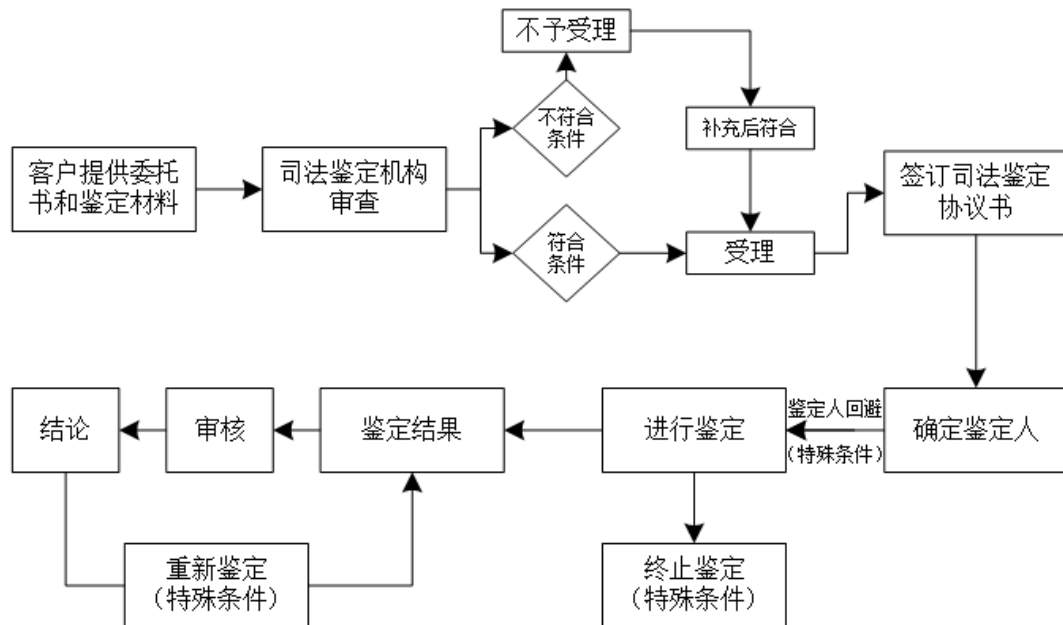 不予受理
不符合
条件
补充后符合
客户提供委托
书和鉴定材料
司法鉴定机构
审查
签订司法鉴定
协议书
符合
条件
受理
结论
审核
鉴定结果
进行鉴定
鉴定人回避
（特殊条件）
确定鉴定人
重新鉴定
（特殊条件）
终止鉴定
（特殊条件）